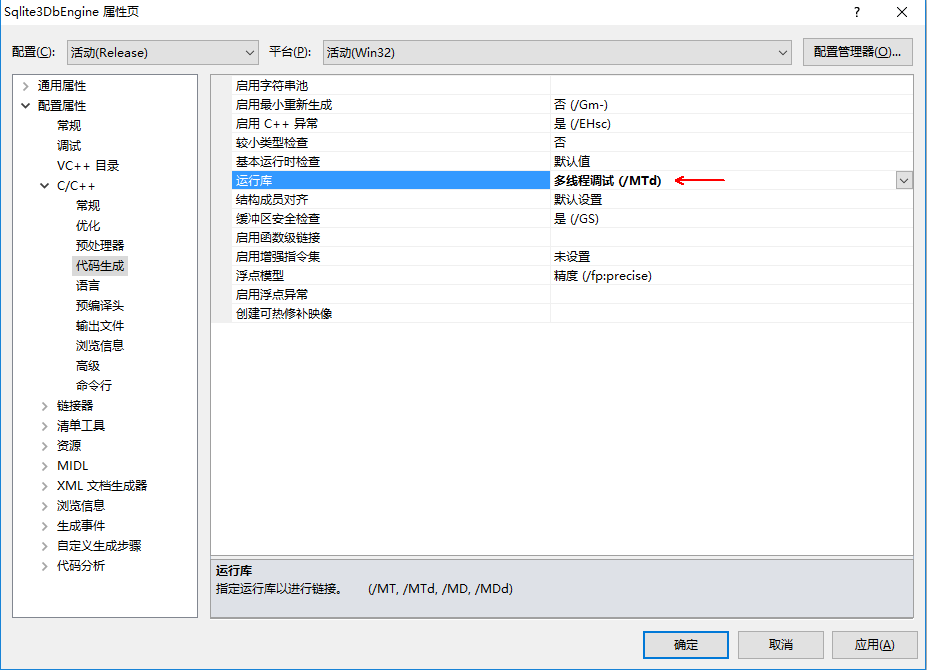 Sqlite3DbEngine 属性页
配置(C): 活动(Release) 平台(P): 活动(Win32) 配置管理器(O)...
通用属性
配置属性
常规
调试
VC++ 目录
C/C++
常规
优化
预处理器
代码生成
语言
预编译头
输出文件
浏览信息
高级
命令行
链接器
清单工具
资源
MIDL
XML 文档生成器
浏览信息
生成事件
自定义生成步骤
代码分析
启用字符串池
启用最小重新生成 否 (/Gm-)
启用 C++ 异常 是 (/EHsc)
较小类型检查 否
基本运行时检查 默认值
运行库 多线程调试 (/MTd)
结构成员对齐 默认设置
缓冲区安全检查 是 (/GS)
启用函数级链接
启用增强指令集 未设置
浮点模型 精度 (/fp:precise)
启用浮点异常
创建可热修补映像
运行库
指定运行库以进行链接。 (/MT, /MTd, /MD, /MDd)
确定 取消 应用(A)